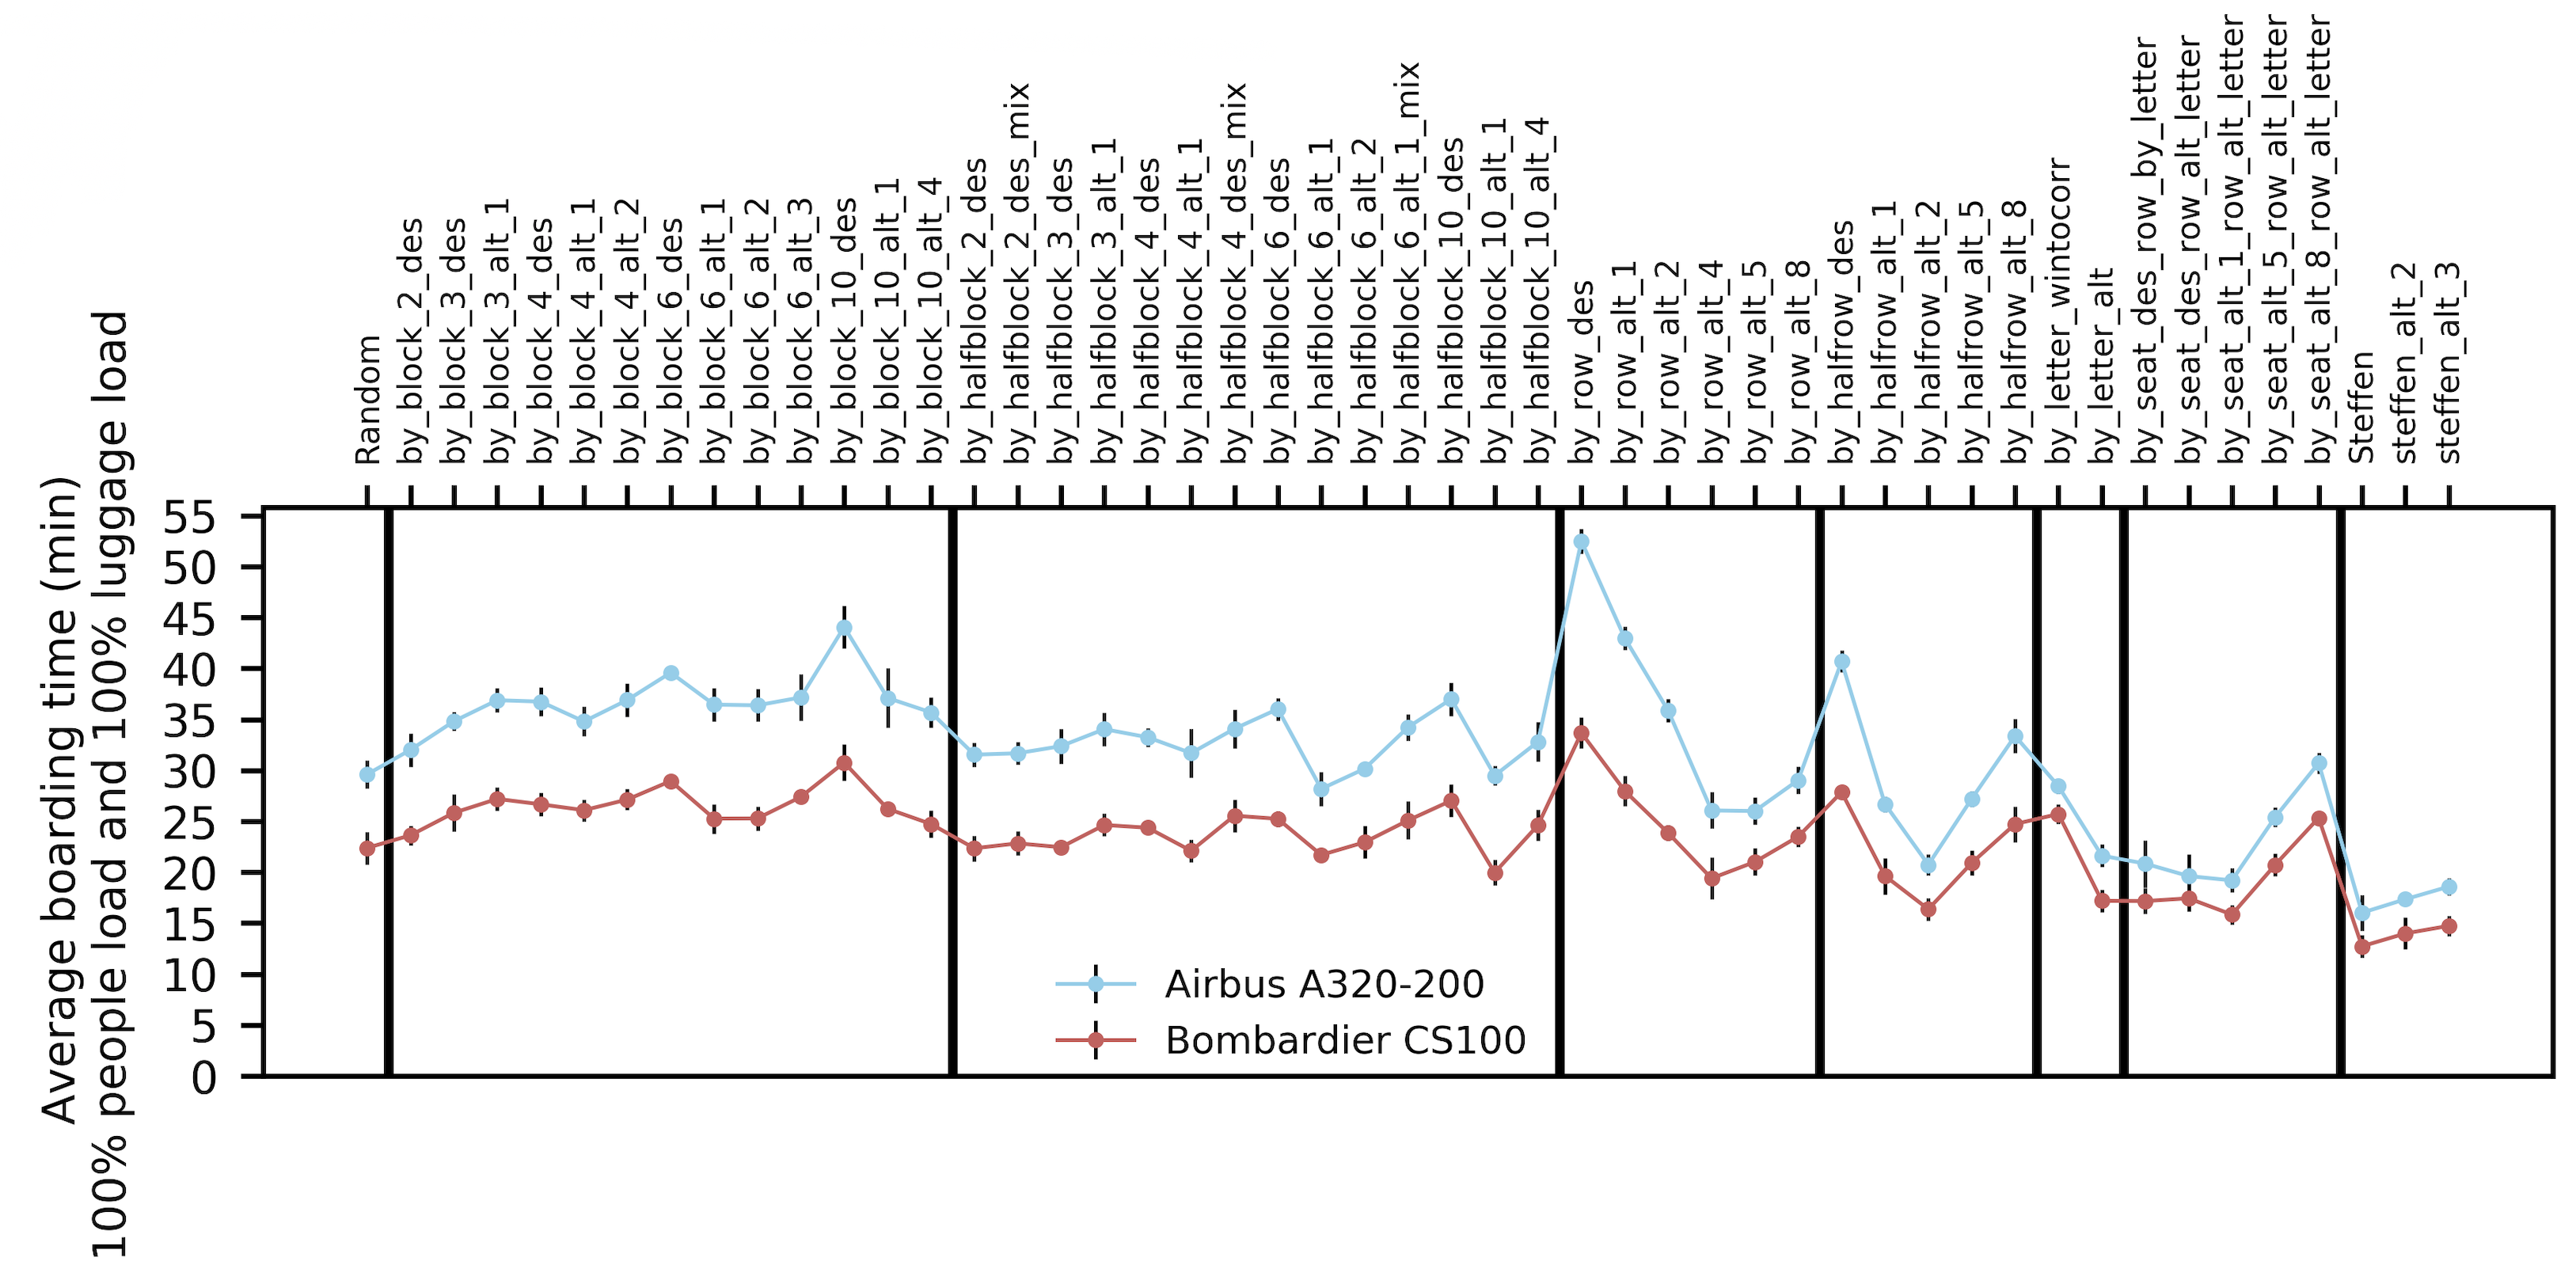 Average boarding time (min)
100% people load and 100% luggage load
Random
by_block_2_des
by_block_3_des
by_block_3_alt_1
by_block_4_des
by_block_4_alt_1
by_block_4_alt_2
by_block_6_des
by_block_6_alt_1
by_block_6_alt_2
by_block_6_alt_3
by_block_10_des
by_block_10_alt_1
by_block_10_alt_4
by_halfblock_2_des
by_halfblock_2_des_mix
by_halfblock_3_des
by_halfblock_3_alt_1
by_halfblock_4_des
by_halfblock_4_alt_1
by_halfblock_4_des_mix
by_halfblock_6_des
by_halfblock_6_alt_1
by_halfblock_6_alt_2
by_halfblock_6_alt_1_mix
by_halfblock_10_des
by_halfblock_10_alt_1
by_halfblock_10_alt_4
by_row_des
by_row_alt_1
by_row_alt_2
by_row_alt_4
by_row_alt_5
by_row_alt_8
by_halfrow_des
by_halfrow_alt_1
by_halfrow_alt_2
by_halfrow_alt_5
by_halfrow_alt_8
by_letter_wintocorr
by_letter_alt
by_seat_des_row_by_letter
by_seat_des_row_alt_letter
by_seat_alt_1_row_alt_letter
by_seat_alt_5_row_alt_letter
by_seat_alt_8_row_alt_letter
Steffen
steffen_alt_2
steffen_alt_3
55
50
45
40
35
30
25
20
15
10
5
0
Airbus A320-200
Bombardier CS100